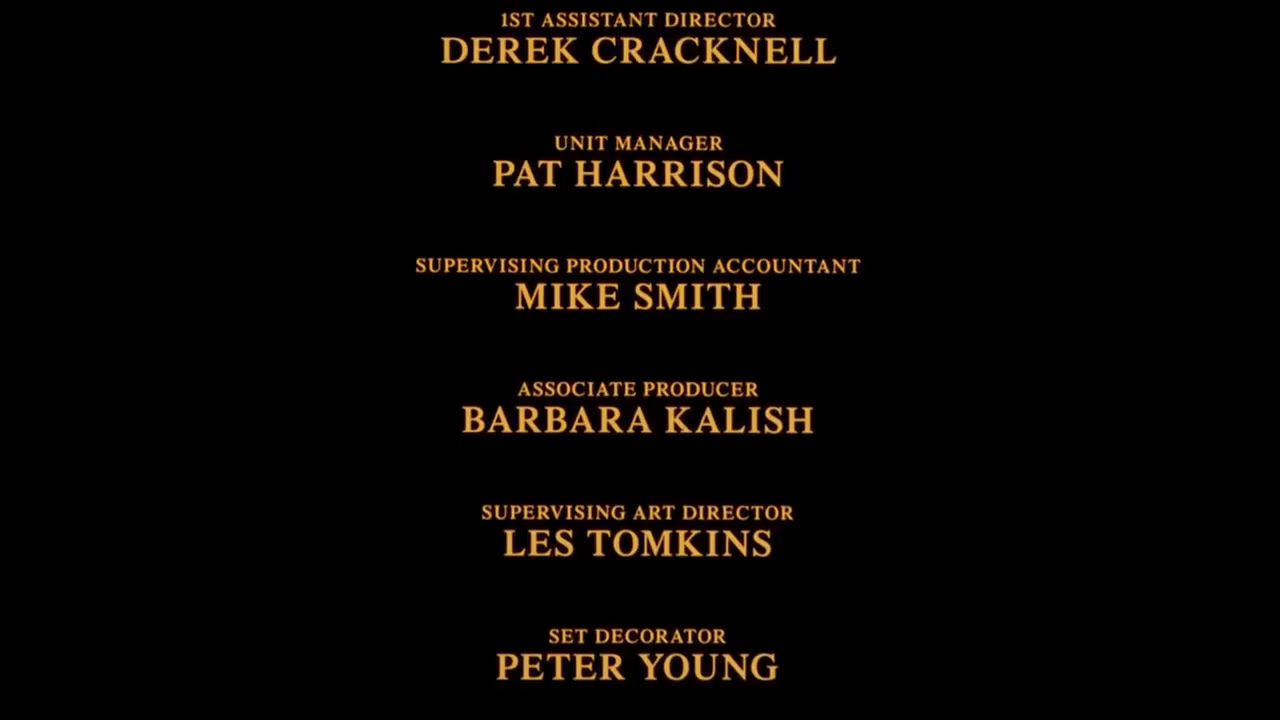 1ST ASSISTANT DIRECTOR
DEREK CRACKNELL
UNIT MANAGER
PAT HARRISON
SUPERVISING PRODUCTION ACCOUNTANT
MIKE SMITH
ASSOCIATE PRODUCER
BARBARA KALISH
SUPERVISING ART DIRECTOR
LES TOMKINS
SET DECORATOR
PETER YOUNG